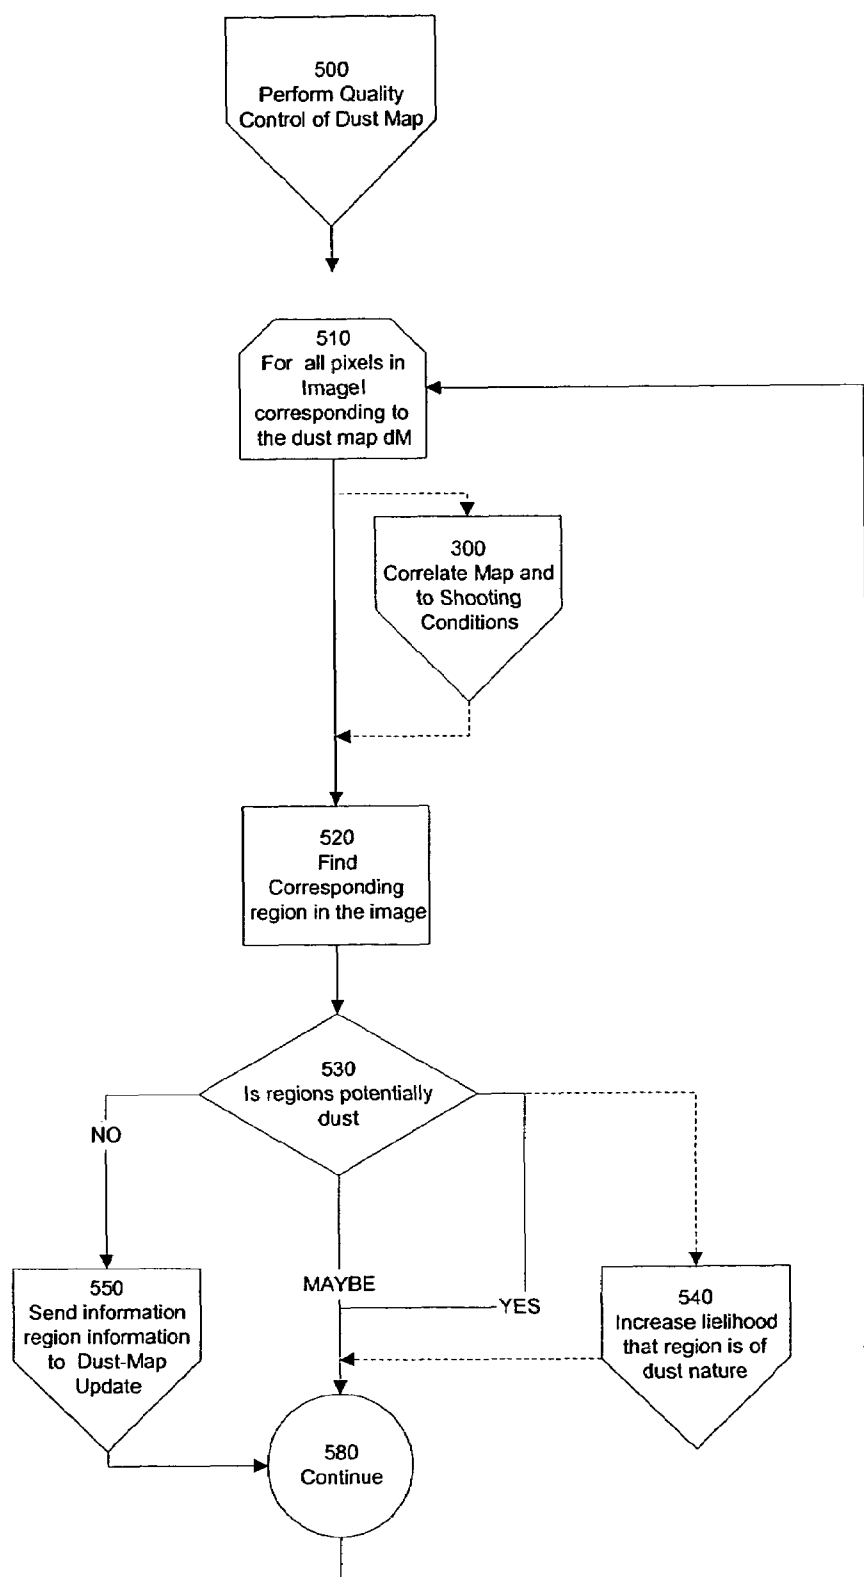 500
Perform Quality
Control of Dust Map
510
For all pixels in
ImageI
corresponding to
the dust map dM
300
Correlate Map and
to Shooting
Conditions
520
Find
Corresponding
region in the image
530
Is regions potentially
dust
NO
MAYBE
YES
550
Send information
region information
to Dust-Map
Update
540
Increase lielihood
that region is of
dust nature
580
Continue